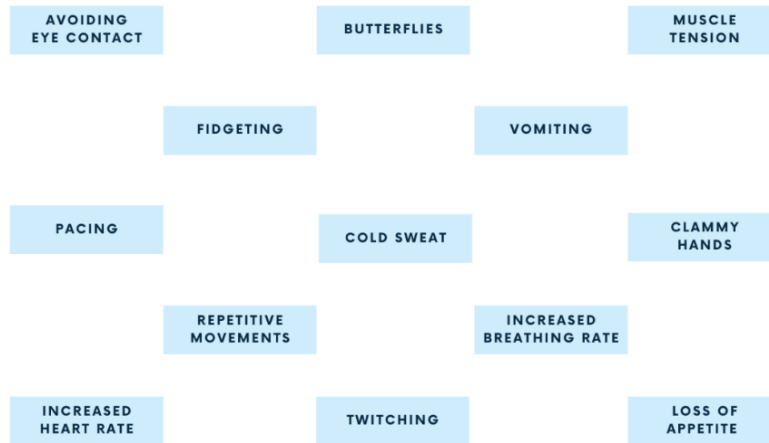 AVOIDING
EYE CONTACT
BUTTERFLIES
MUSCLE
TENSION
FIDGETING
VOMITING
PACING
COLD SWEAT
CLAMMY
HANDS
REPETITIVE
MOVEMENTS
INCREASED
BREATHING RATE
INCREASED
HEART RATE
TWITCHING
LOSS OF
APPETITE